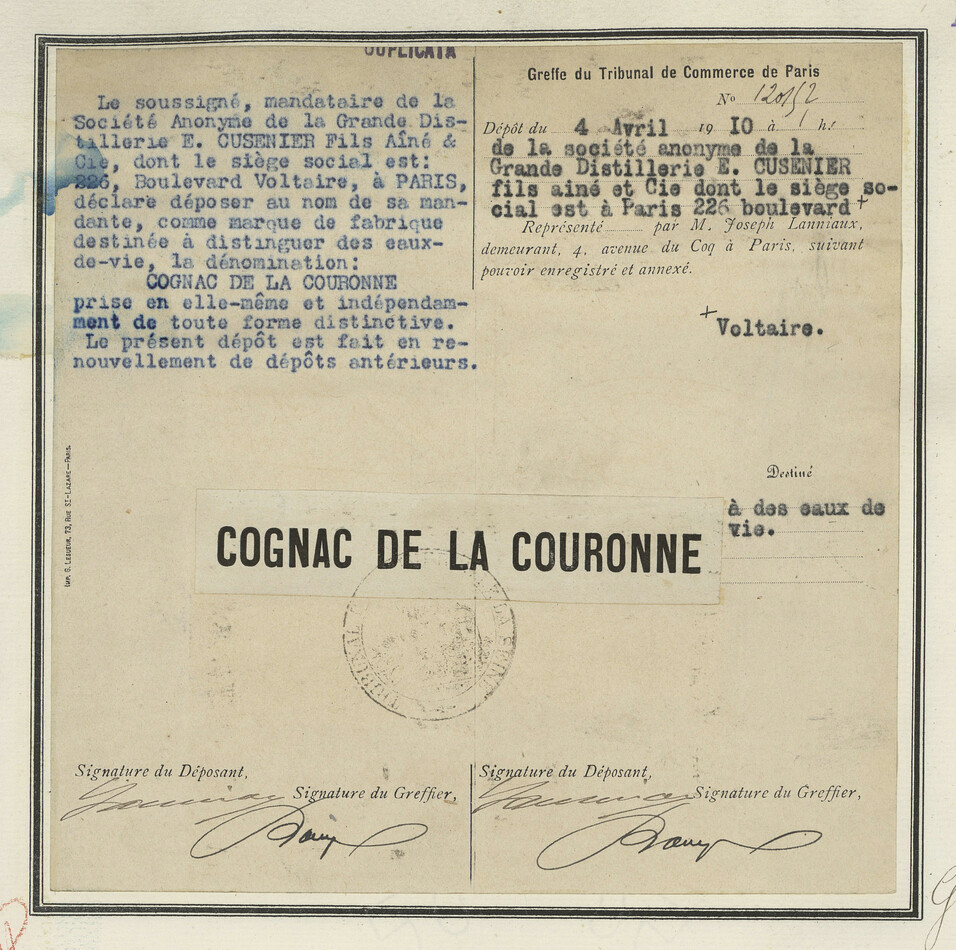 DUPLICATA
Le soussigné, mandataire de la
Société Anonyme de la Grande Dis-
tillerie E. CUSENIER Fils Aîné &
Cie, dont le siège social est:
226, Boulevard Voltaire, à PARIS,
déclare déposer au nom de sa man-
dante, comme marque de fabrique
destinée à distinguer des eaux-
de-vie, la dénomination:
COGNAC DE LA COURONNE
prise en elle-même et indépendam-
ment de toute forme distinctive.
Le présent dépôt est fait en re-
nouvellement de dépôts antérieurs.
Imp. G. Lesueur, 73, Rue St-Lazare—Paris.
Greffe du Tribunal de Commerce de Paris
No
Dépôt du 4 Avril 19 IO à h.
de la société anonyme de la
Grande Distillerie E. CUSENIER
fils ainé et Cie dont le siège so-
cial est à Paris 226 boulevard+
Représenté par M. Joseph Lanniaux,
demeurant, 4, avenue du Coq à Paris, suivant
pouvoir enregistré et annexé.
+Voltaire.
Destiné
à des eaux de
vie.
COGNAC DE LA COURONNE
Signature du Déposant,
Signature du Greffier,
Signature du Déposant,
Signature du Greffier,